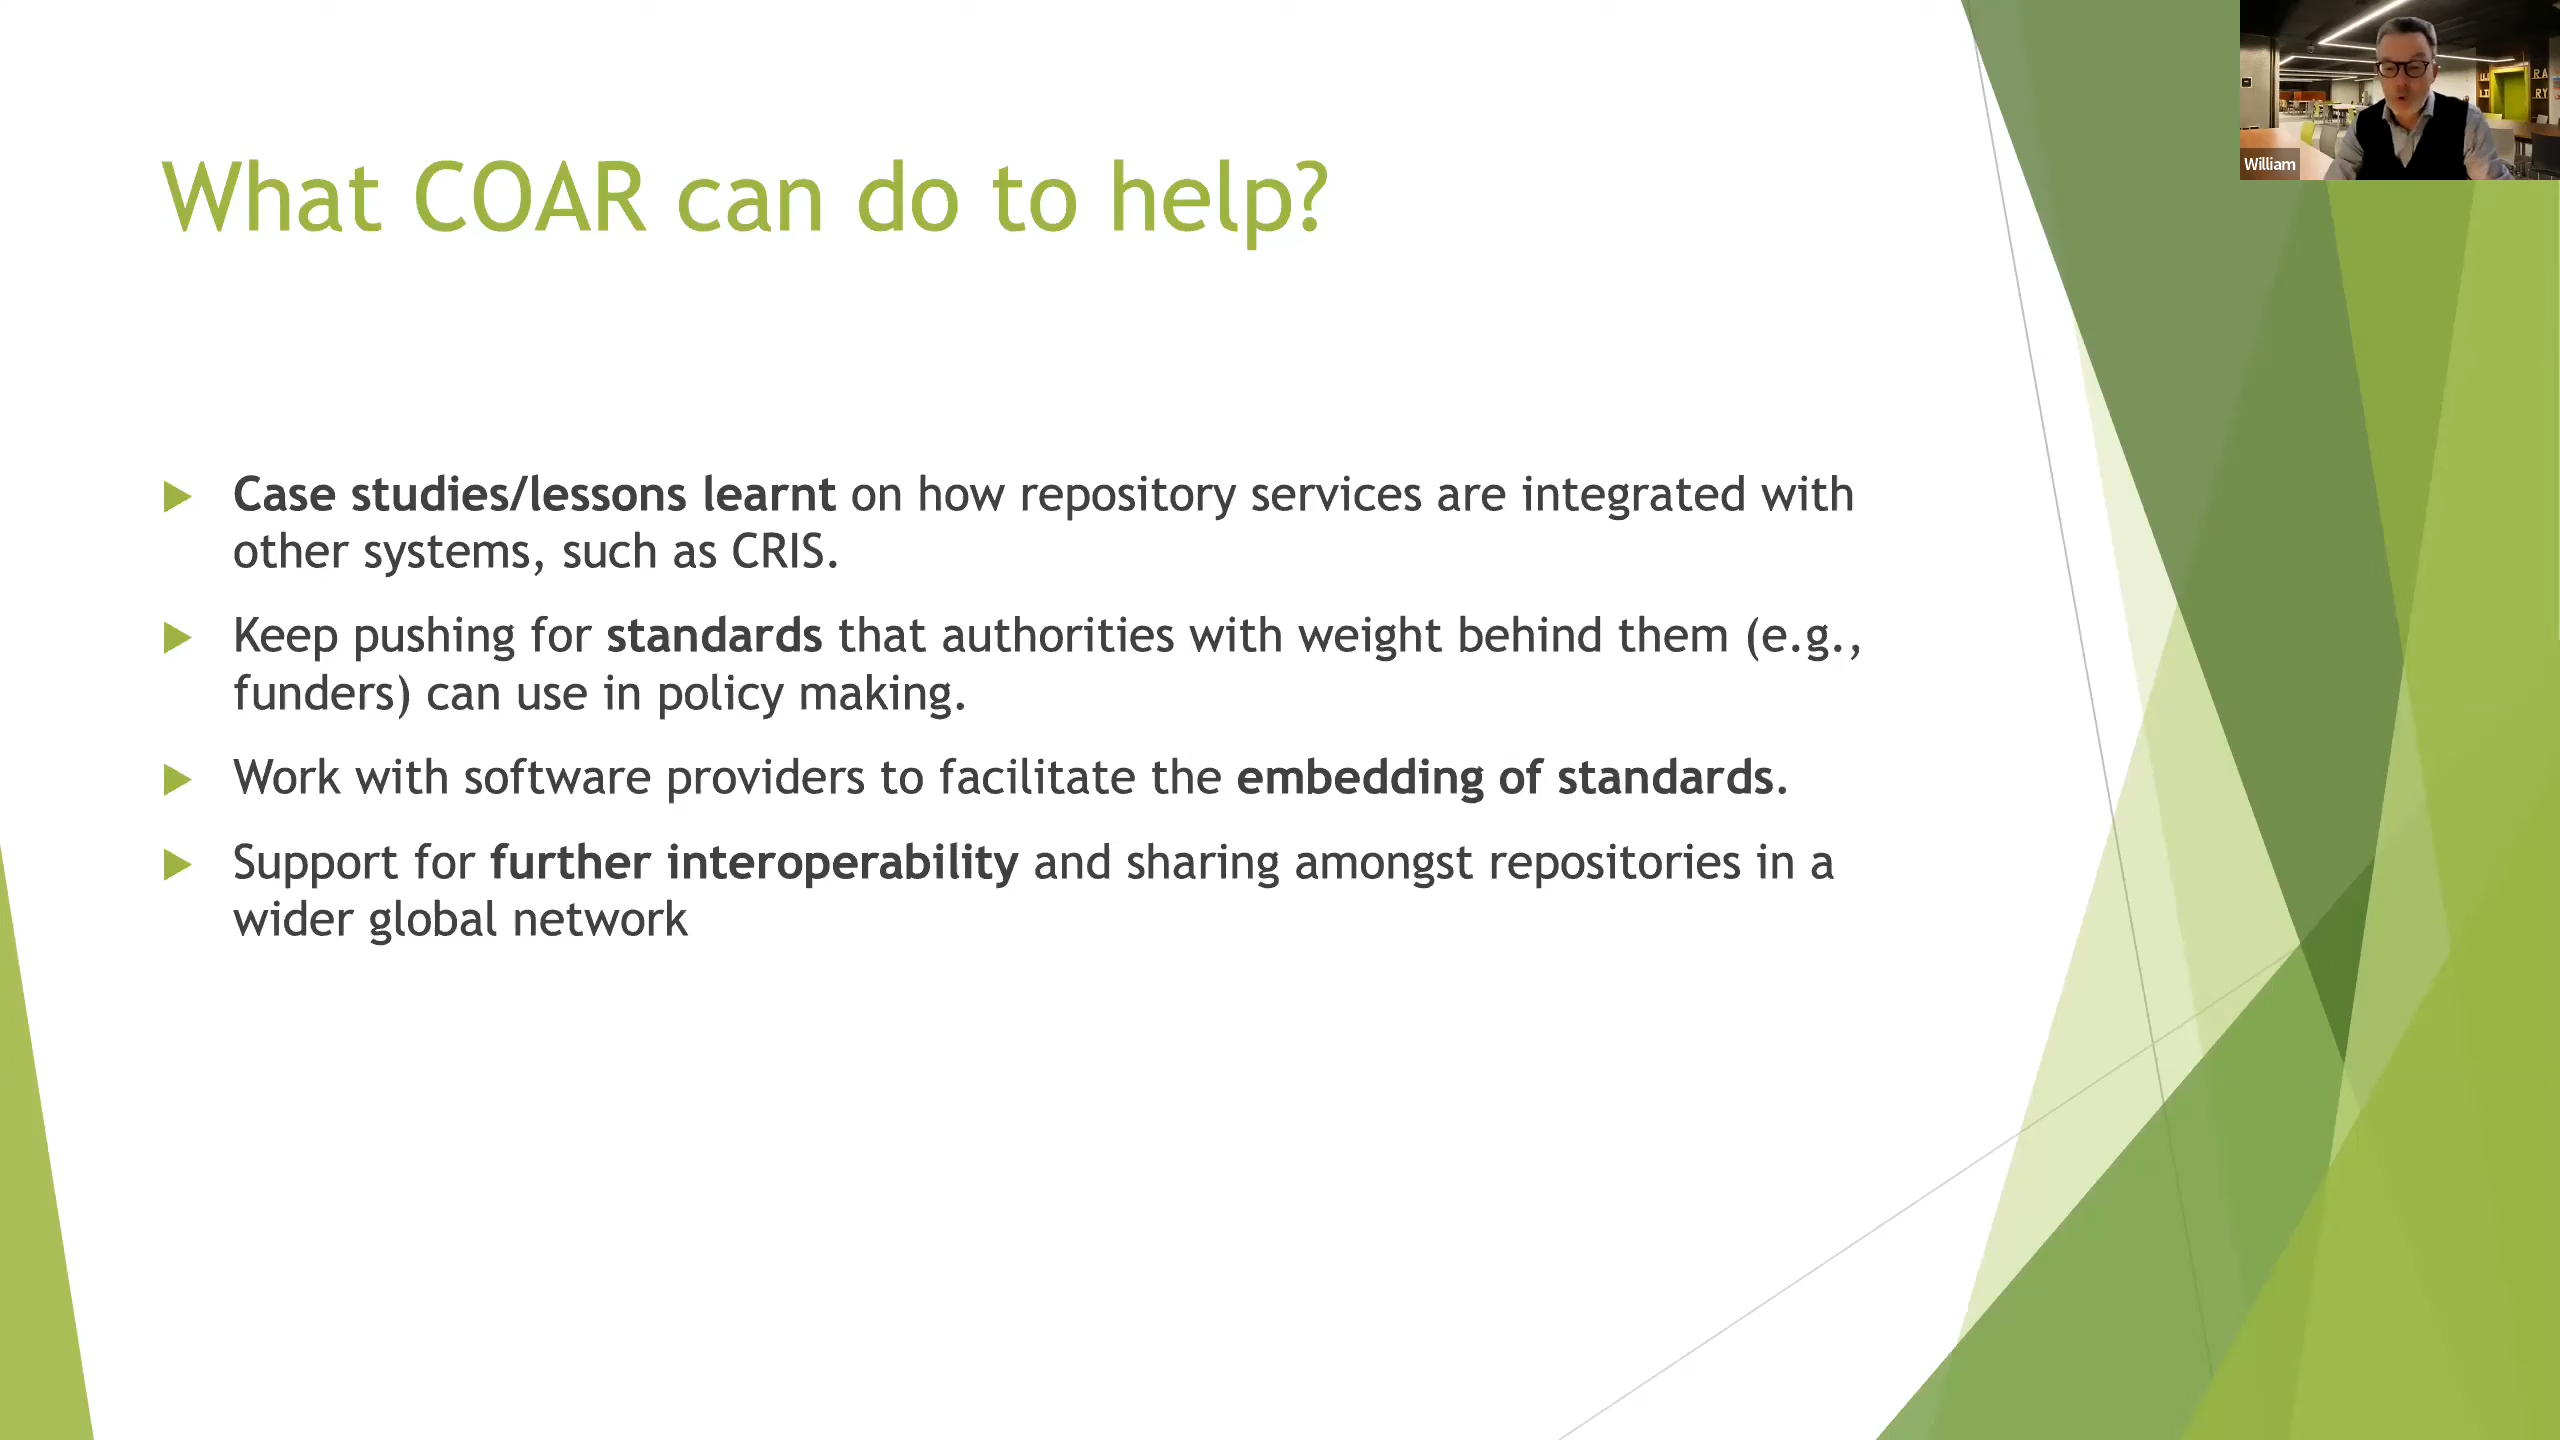 What COAR can do to help?
Case studies/lessons learnt on how repository services are integrated with
other systems, such as CRIS.
Keep pushing for standards that authorities with weight behind them (e.g.,
funders) can use in policy making.
Work with software providers to facilitate the embedding of standards.
Support for further interoperability and sharing amongst repositories in a
wider global network
William